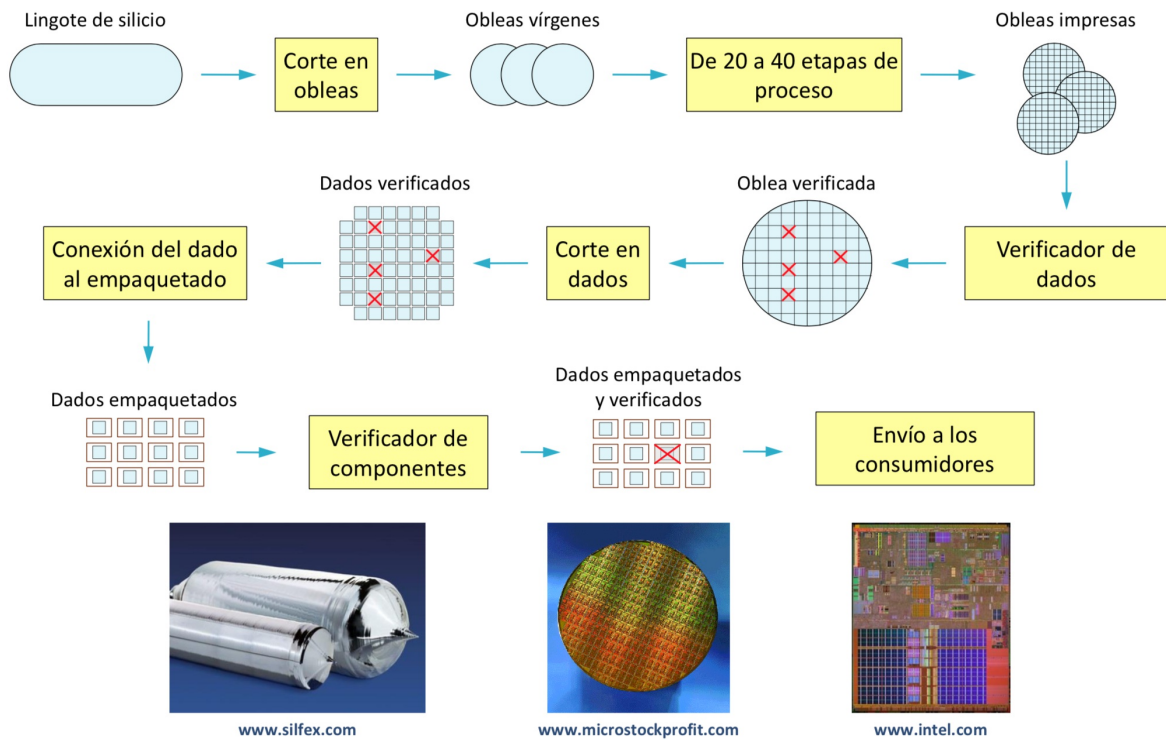 Lingote de silicio
Corte en
obleas
Obleas vírgenes
De 20 a 40 etapas de
proceso
Obleas impresas
Dados verificados
Oblea verificada
Conexión del dado
al empaquetado
Corte en
dados
Verificador de
dados
Dados empaquetados
Verificador de
componentes
Dados empaquetados
y verificados
Envío a los
consumidores
www.silfex.com
www.microstockprofit.com
www.intel.com